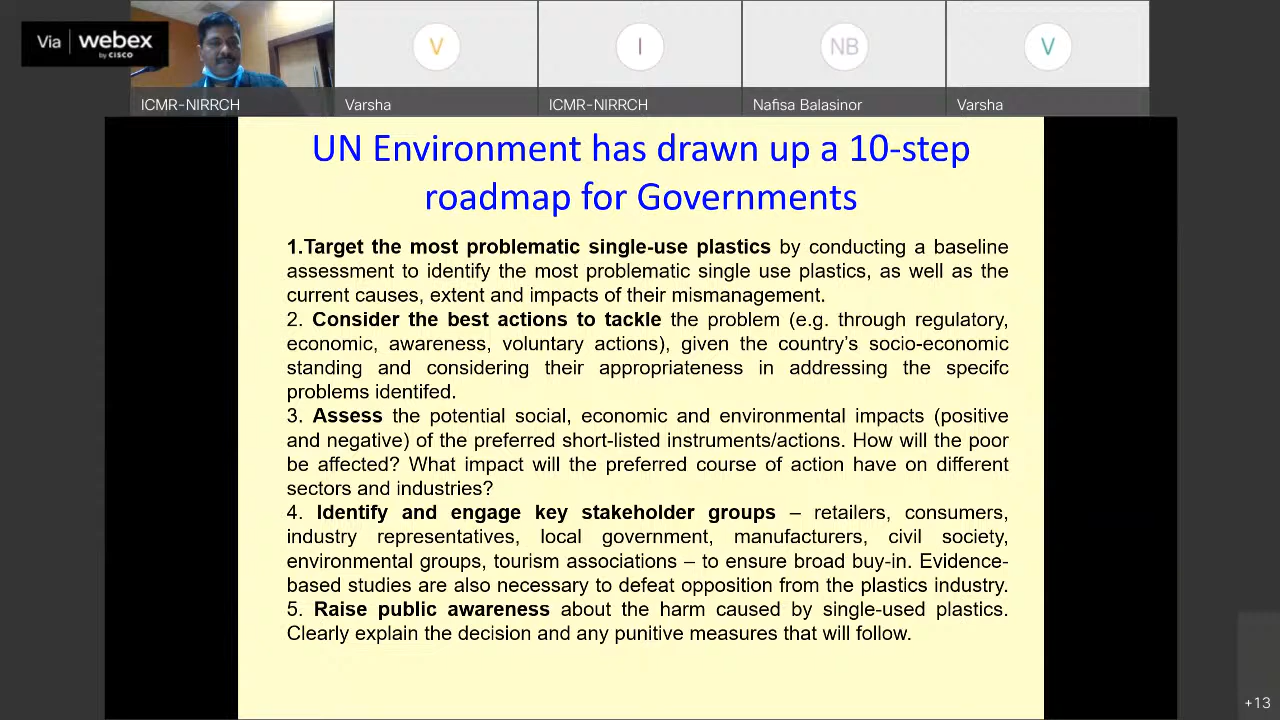 Via webex
by CISCO
V
I
NB
V
ICMR-NIRRCH
Varsha
ICMR-NIRRCH
Nafisa Balasinor
Varsha
UN Environment has drawn up a 10-step
roadmap for Governments
1.Target the most problematic single-use plastics by conducting a baseline
assessment to identify the most problematic single use plastics, as well as the
current causes, extent and impacts of their mismanagement.
2. Consider the best actions to tackle the problem (e.g. through regulatory,
economic, awareness, voluntary actions), given the country's socio-economic
standing and considering their appropriateness in addressing the specifc
problems identifed.
3. Assess the potential social, economic and environmental impacts (positive
and negative) of the preferred short-listed instruments/actions. How will the poor
be affected? What impact will the preferred course of action have on different
sectors and industries?
4. Identify and engage key stakeholder groups – retailers, consumers,
industry representatives, local government, manufacturers, civil society,
environmental groups, tourism associations – to ensure broad buy-in. Evidence-
based studies are also necessary to defeat opposition from the plastics industry.
5. Raise public awareness about the harm caused by single-used plastics.
Clearly explain the decision and any punitive measures that will follow.
+13